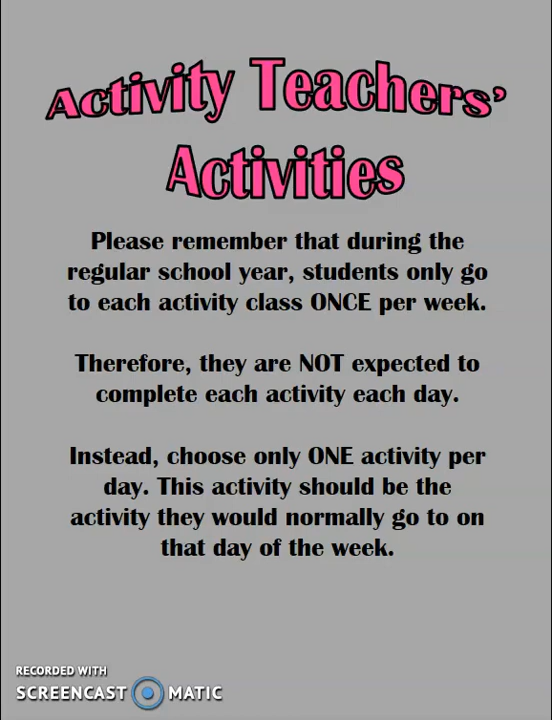 Activity Teachers’
Activities
Please remember that during the
regular school year, students only go
to each activity class ONCE per week.
Therefore, they are NOT expected to
complete each activity each day.
Instead, choose only ONE activity per
day. This activity should be the
activity they would normally go to on
that day of the week.
RECORDED WITH
SCREENCAST MATIC